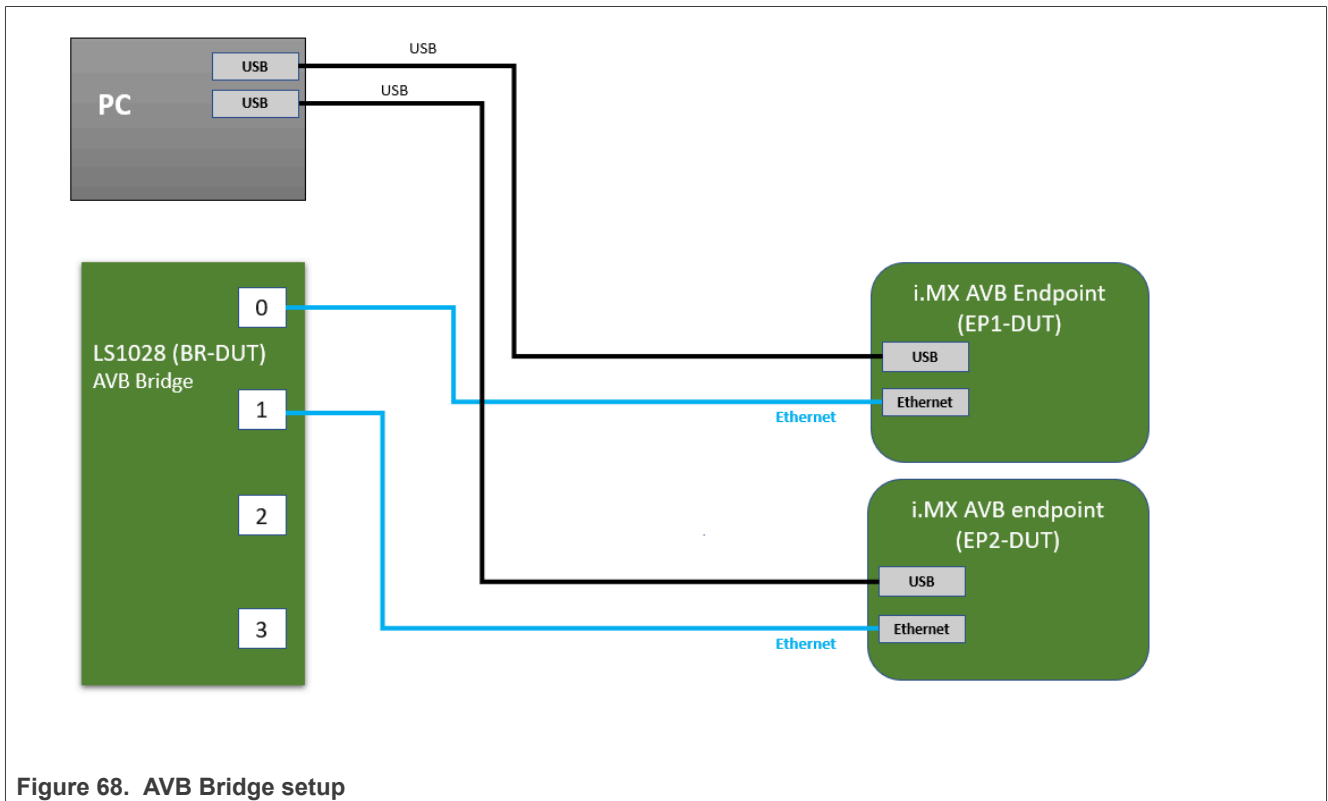 USB
USB
PC
USB
USB
LS1028 (BR-DUT)
AVB Bridge
0
1
2
3
i.MX AVB Endpoint
(EP1-DUT)
USB
Ethernet
Ethernet
i.MX AVB endpoint
(EP2-DUT)
USB
Ethernet
Ethernet
Figure 68. AVB Bridge setup